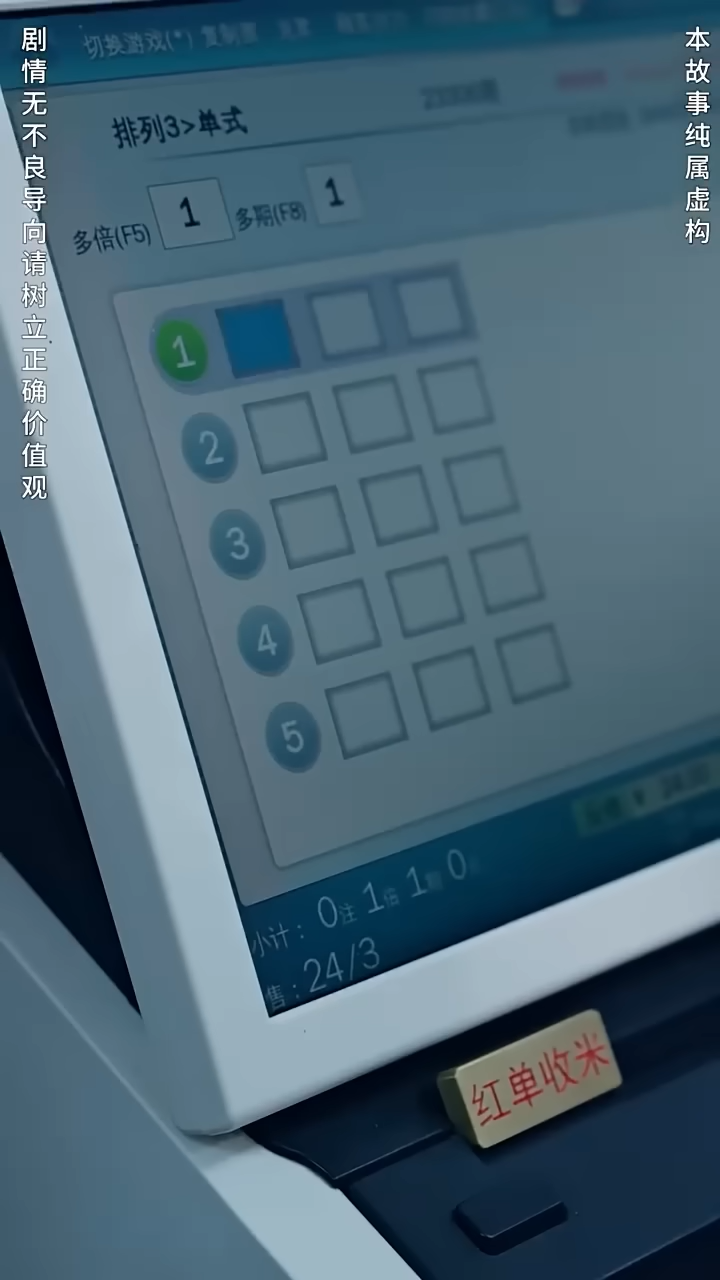 剧情无不良导向请树立正确价值观
本故事纯属虚构
切换游戏(*) 复制票
排列3>单式
多倍(F5) 1 多期(F8) 1
1
2
3
4
5
小计： 0注 1倍 1期 0
售：24/3
红单收米